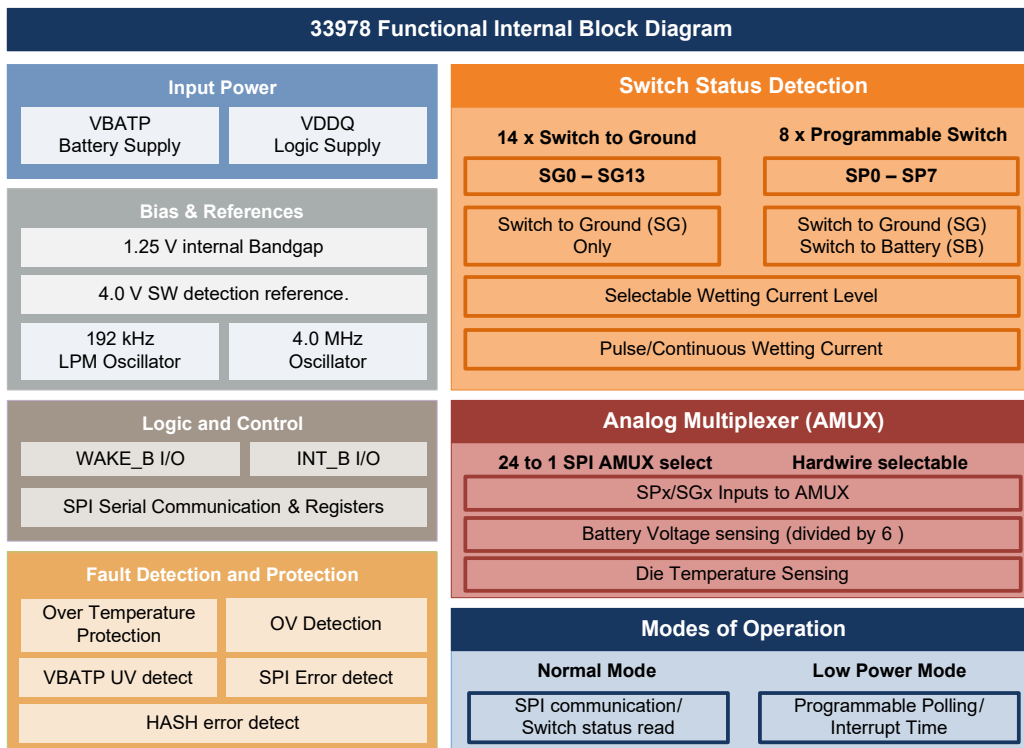 33978 Functional Internal Block Diagram
Input Power
VBATP
Battery Supply
VDDQ
Logic Supply
Bias & References
1.25 V internal Bandgap
4.0 V SW detection reference.
192 kHz
LPM Oscillator
4.0 MHz
Oscillator
Logic and Control
WAKE_B I/O
INT_B I/O
SPI Serial Communication & Registers
Fault Detection and Protection
Over Temperature
Protection
OV Detection
VBATP UV detect
SPI Error detect
HASH error detect
Switch Status Detection
14 x Switch to Ground
8 x Programmable Switch
SG0 – SG13
SP0 – SP7
Switch to Ground (SG)
Only
Switch to Ground (SG)
Switch to Battery (SB)
Selectable Wetting Current Level
Pulse/Continuous Wetting Current
Analog Multiplexer (AMUX)
24 to 1 SPI AMUX select
Hardwire selectable
SPx/SGx Inputs to AMUX
Battery Voltage sensing (divided by 6 )
Die Temperature Sensing
Modes of Operation
Normal Mode
Low Power Mode
SPI communication/
Switch status read
Programmable Polling/
Interrupt Time